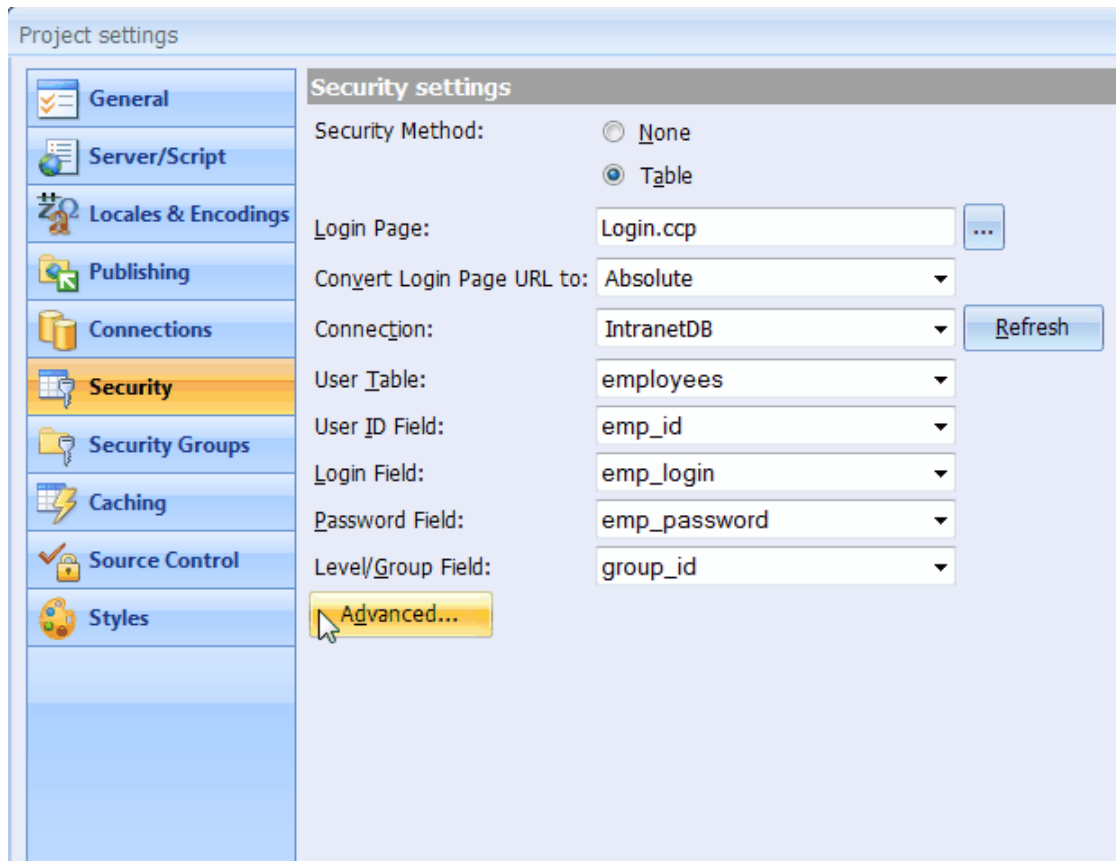 Project settings
General
Server/Script
Locales & Encodings
Publishing
Connections
Security
Security Groups
Caching
Source Control
Styles
Security settings
Security Method:
None
Table
Login Page: Login.ccp ...
Convert Login Page URL to: Absolute
Connection: IntranetDB Refresh
User Table: employees
User ID Field: emp_id
Login Field: emp_login
Password Field: emp_password
Level/Group Field: group_id
Advanced...